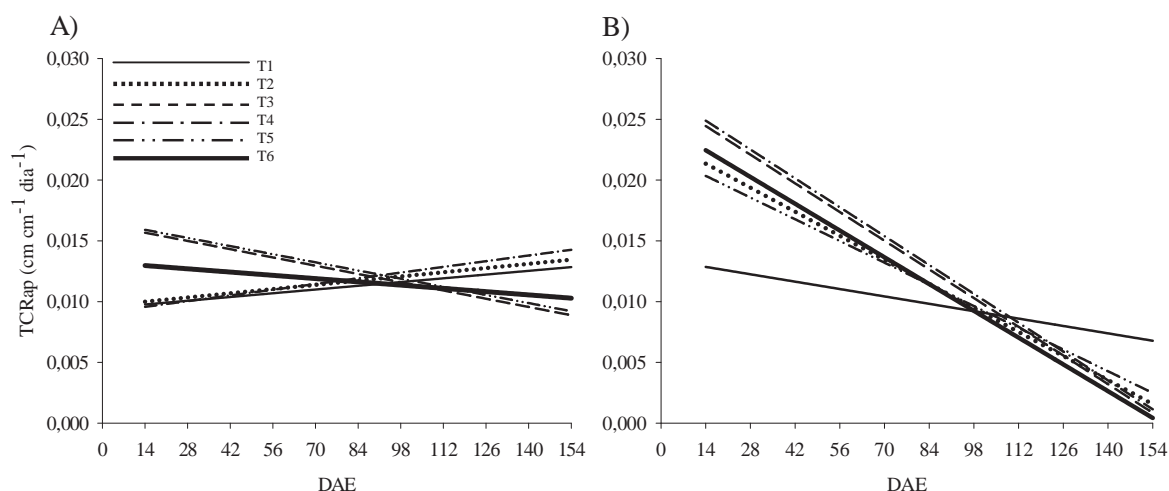 A)
B)
0,030
0,025
0,020
0,015
0,010
0,005
0,000
TCRap (cm cm⁻¹ dia⁻¹)
T1
T2
T3
T4
T5
T6
0 14 28 42 56 70 84 98 112 126 140 154
DAE
0,030
0,025
0,020
0,015
0,010
0,005
0,000
0 14 28 42 56 70 84 98 112 126 140 154
DAE